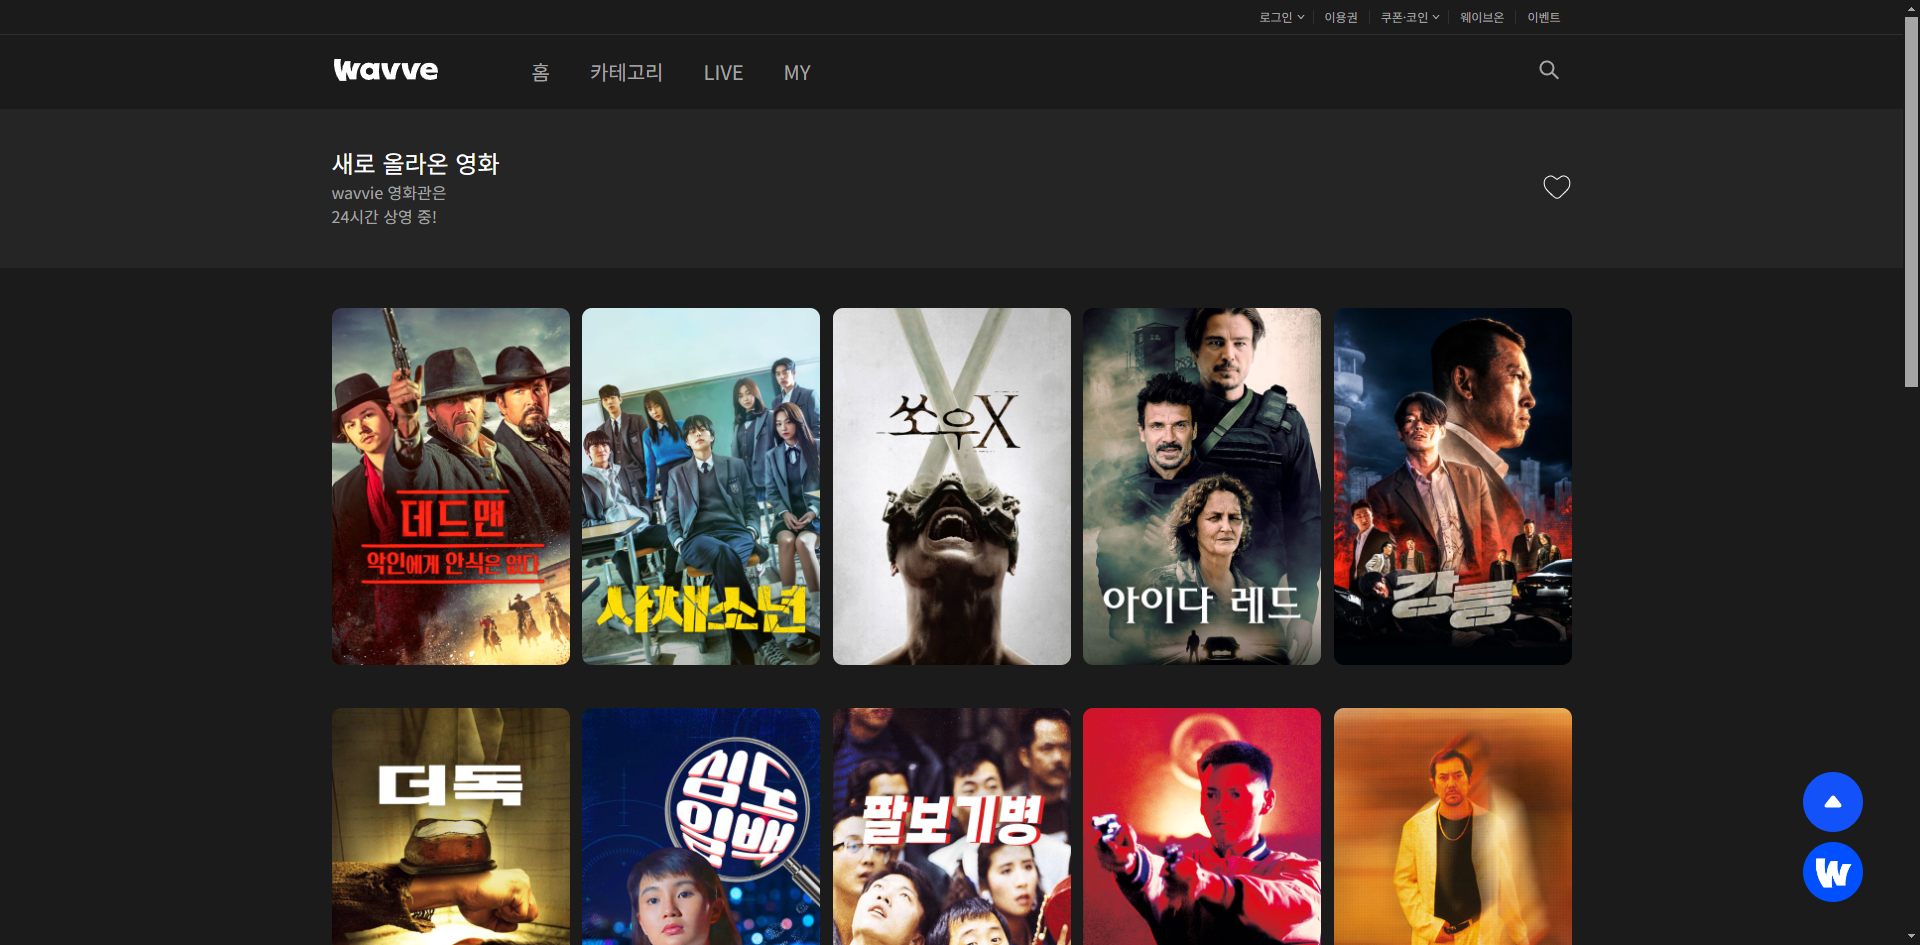 로그인
이용권
쿠폰·코인
웨이브온
이벤트
wavve
홈
카테고리
LIVE
MY
새로 올라온 영화
wavvie 영화관은
24시간 상영 중!
데드맨
악인에게 안식은 없다
사채소년
쏘우X
아이다 레드
강릉
더독
심도
일백
팔보기병
W